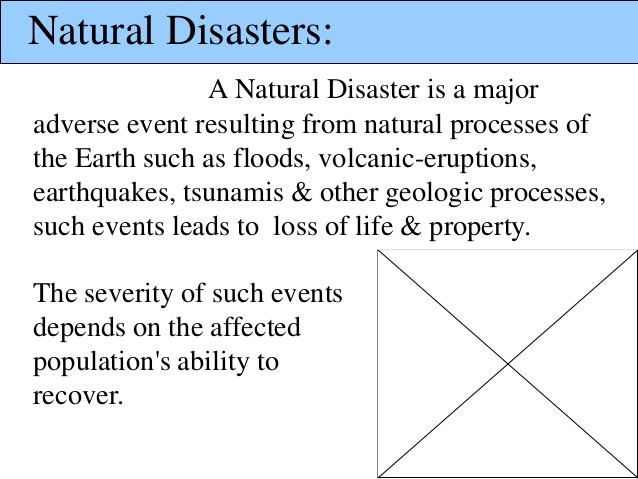 Natural Disasters:
A Natural Disaster is a major
adverse event resulting from natural processes of
the Earth such as floods, volcanic-eruptions,
earthquakes, tsunamis & other geologic processes,
such events leads to  loss of life & property.
The severity of such events
depends on the affected
population's ability to
recover.